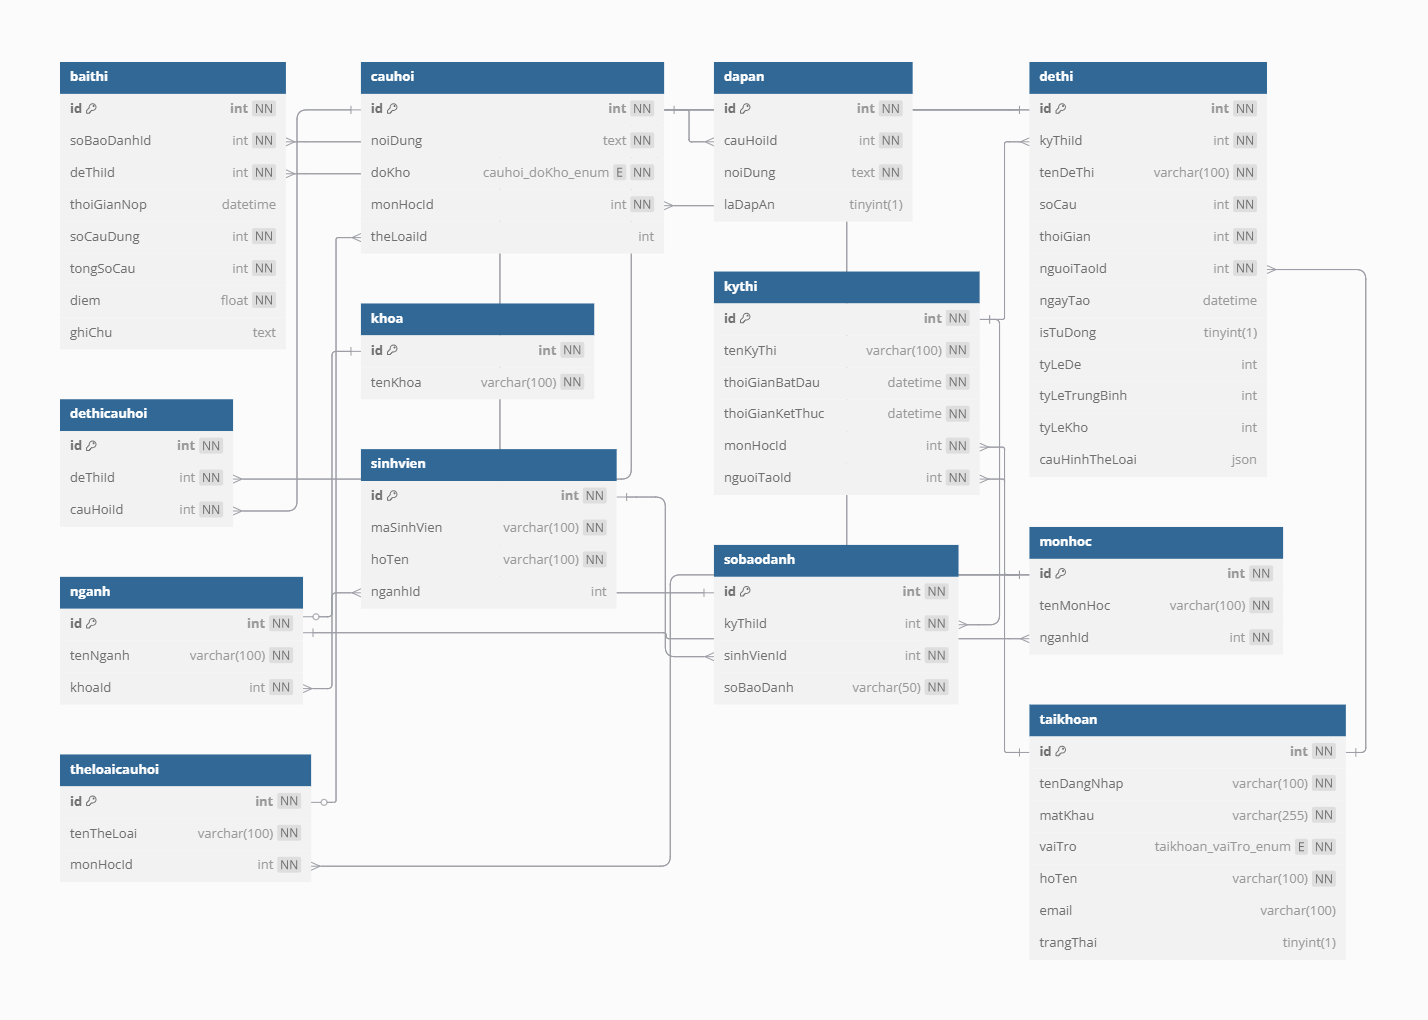 baithi
id int NN
soBaoDanhId int NN
deThiId int NN
thoiGianNop datetime
soCauDung int NN
tongSoCau int NN
diem float NN
ghiChu text
dethicauhoi
id int NN
deThiId int NN
cauHoiId int NN
nganh
id int NN
tenNganh varchar(100) NN
khoaId int NN
theloaicauhoi
id int NN
tenTheLoai varchar(100) NN
monHocId int NN
cauhoi
id int NN
noiDung text NN
doKho cauhoi_doKho_enum E NN
monHocId int NN
theLoaiId int
khoa
id int NN
tenKhoa varchar(100) NN
sinhvien
id int NN
maSinhVien varchar(100) NN
hoTen varchar(100) NN
nganhId int
dapan
id int NN
cauHoiId int NN
noiDung text NN
laDapAn tinyint(1)
kythi
id int NN
tenKyThi varchar(100) NN
thoiGianBatDau datetime NN
thoiGianKetThuc datetime NN
monHocId int NN
nguoiTaoId int NN
sobaodanh
id int NN
kyThiId int NN
sinhVienId int NN
soBaoDanh varchar(50) NN
dethi
id int NN
kyThiId int NN
tenDeThi varchar(100) NN
soCau int NN
thoiGian int NN
nguoiTaoId int NN
ngayTao datetime
isTuDong tinyint(1)
tyLeDe int
tyLeTrungBinh int
tyLeKho int
cauHinhTheLoai json
monhoc
id int NN
tenMonHoc varchar(100) NN
nganhId int NN
taikhoan
id int NN
tenDangNhap varchar(100) NN
matKhau varchar(255) NN
vaiTro taikhoan_vaiTro_enum E NN
hoTen varchar(100) NN
email varchar(100)
trangThai tinyint(1)